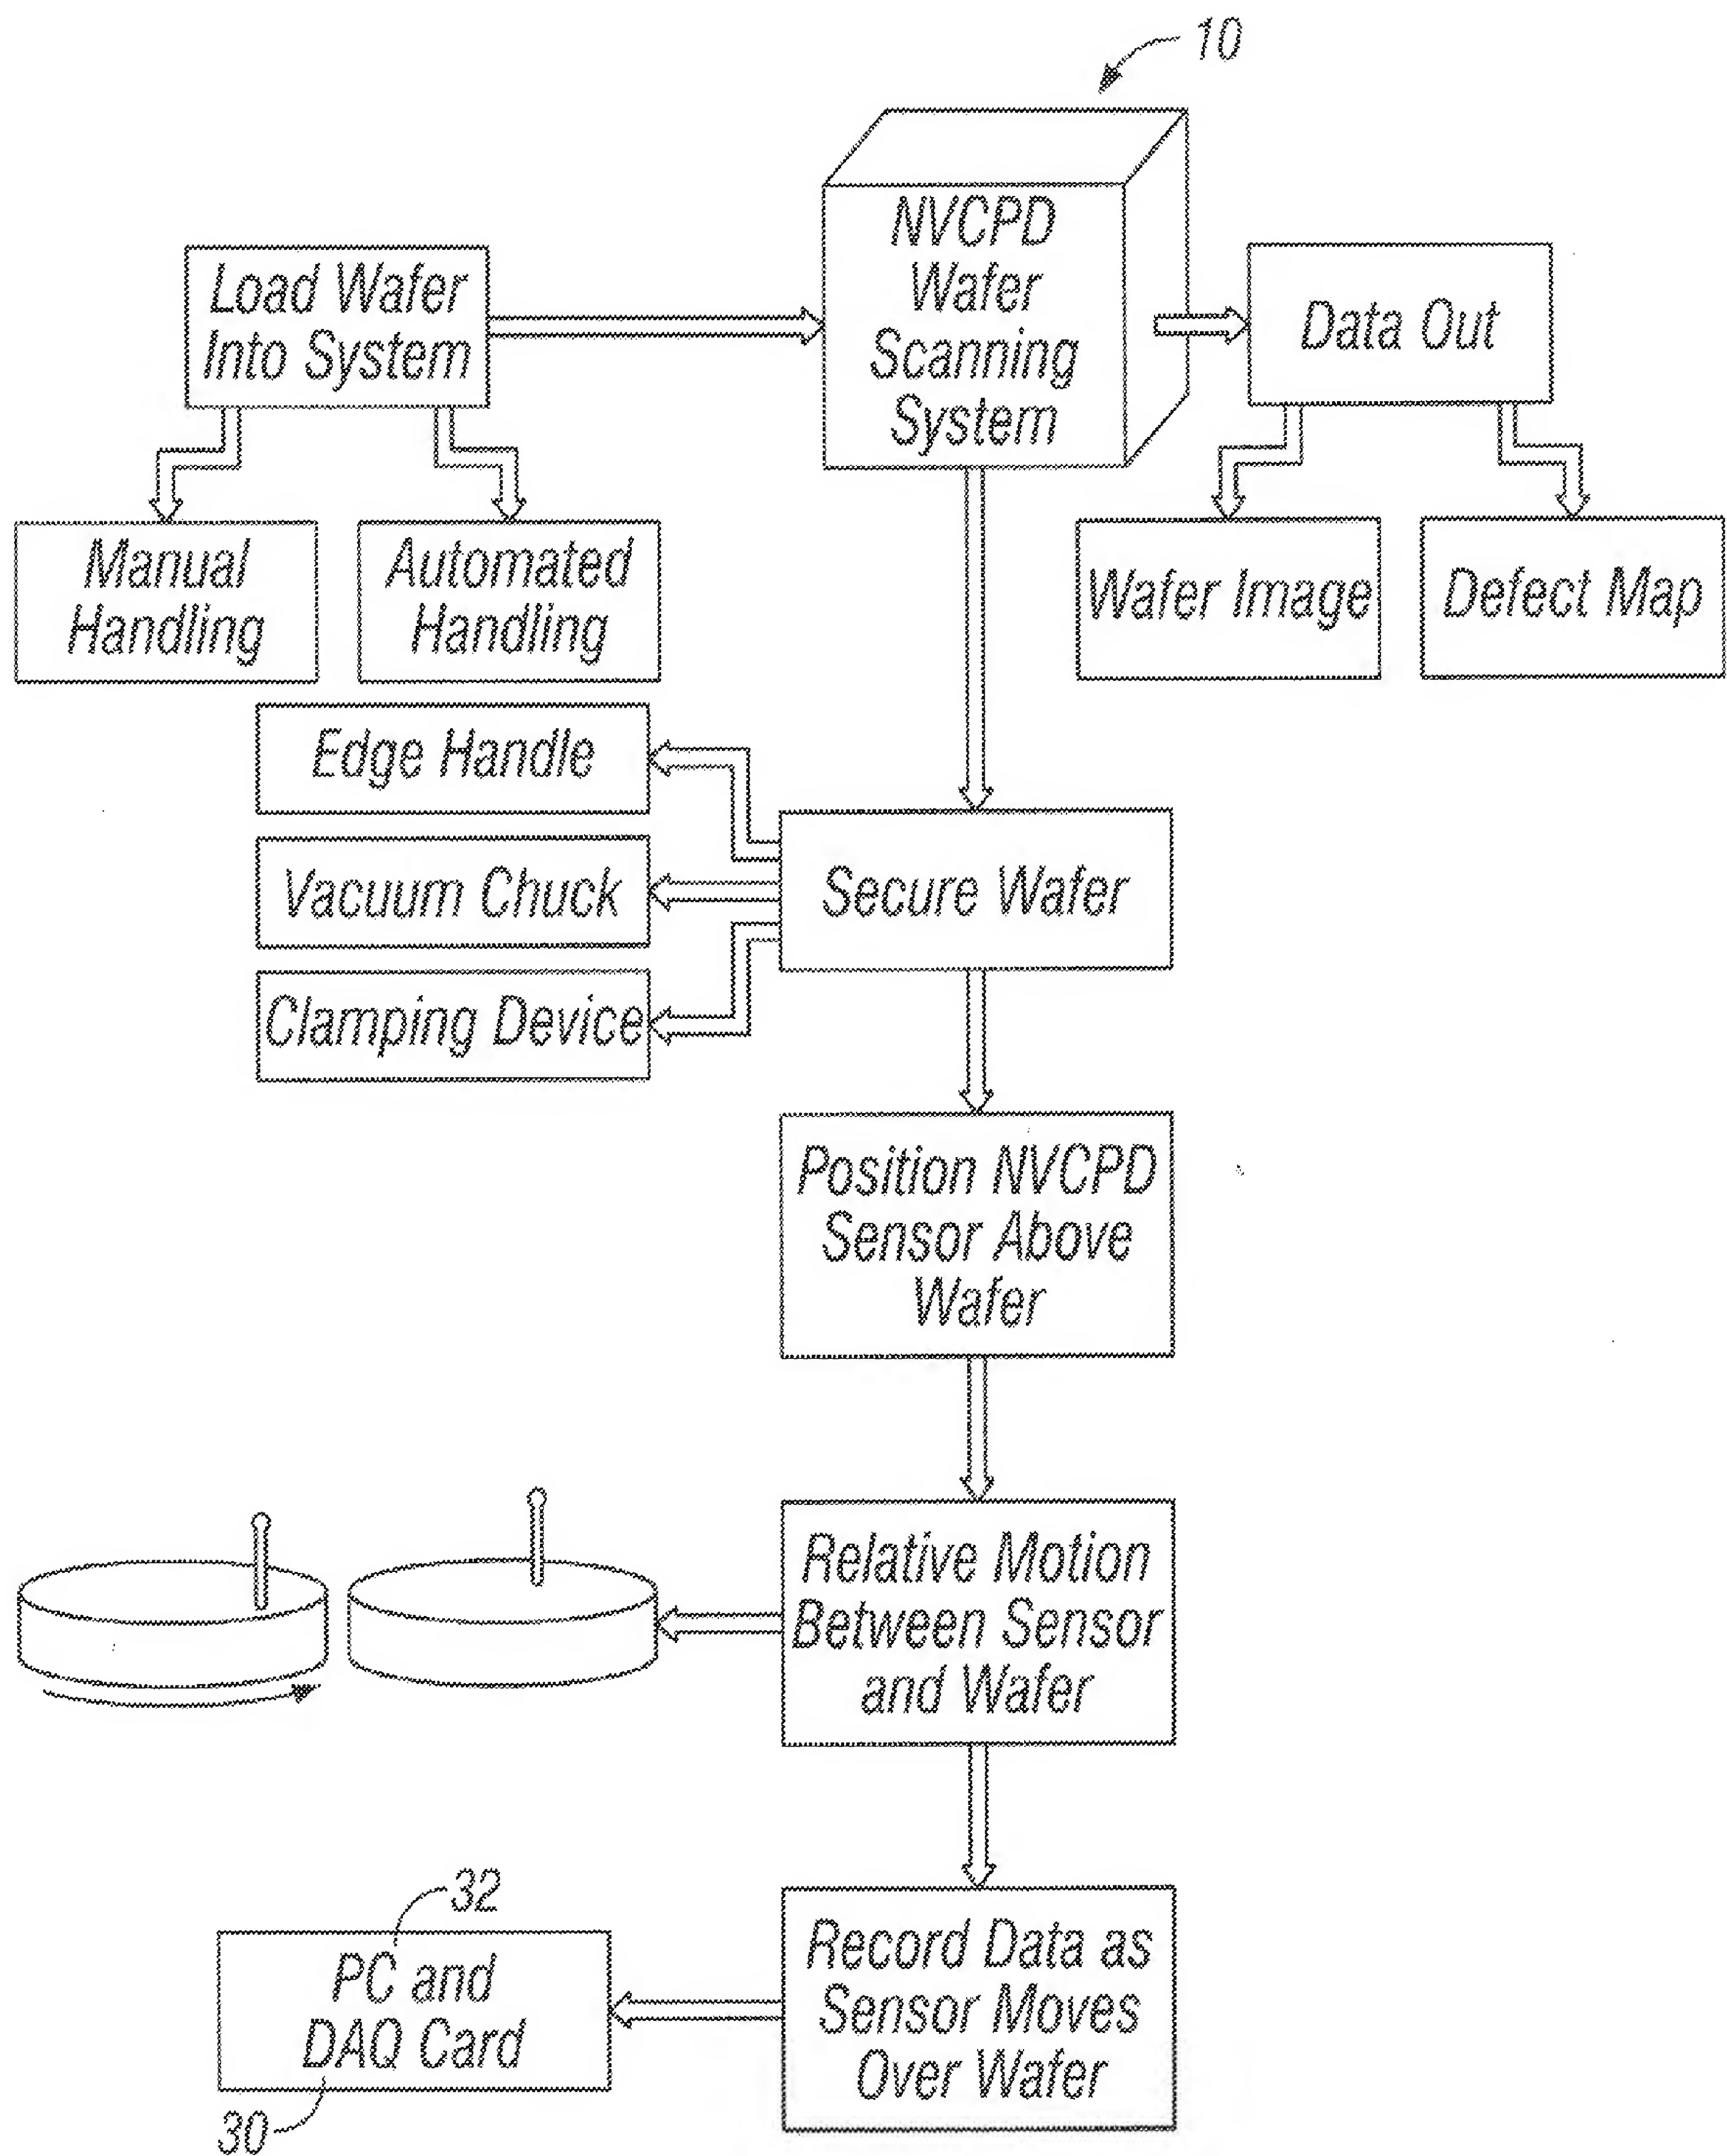 10
NVCPD
Wafer
Scanning
System
Load Wafer
Into System
Data Out
Manual
Handling
Automated
Handling
Wafer Image
Defect Map
Edge Handle
Vacuum Chuck
Clamping Device
Secure Wafer
Position NVCPD
Sensor Above
Wafer
Relative Motion
Between Sensor
and Wafer
32
PC and
DAQ Card
30
Record Data as
Sensor Moves
Over Wafer